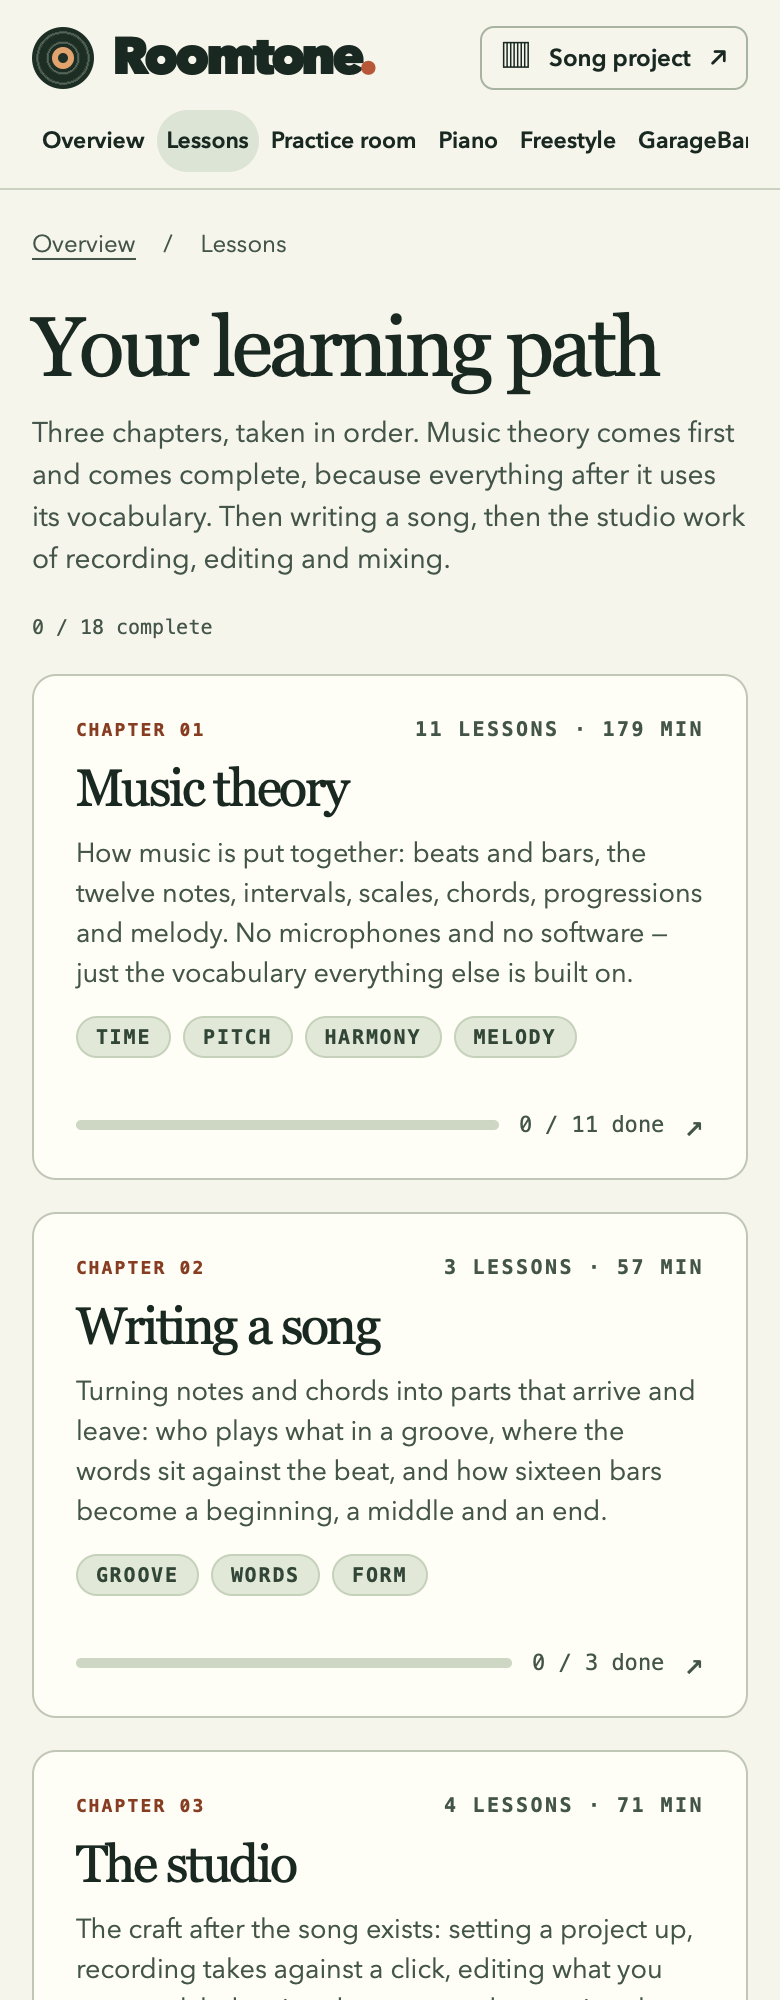 Roomtone.
Song project ↗
Overview Lessons Practice room Piano Freestyle GarageBa
Overview / Lessons
Your learning path
Three chapters, taken in order. Music theory comes first
and comes complete, because everything after it uses
its vocabulary. Then writing a song, then the studio work
of recording, editing and mixing.
0 / 18 complete
CHAPTER 01 11 LESSONS · 179 MIN
Music theory
How music is put together: beats and bars, the
twelve notes, intervals, scales, chords, progressions
and melody. No microphones and no software —
just the vocabulary everything else is built on.
TIME PITCH HARMONY MELODY
0 / 11 done ↗
CHAPTER 02 3 LESSONS · 57 MIN
Writing a song
Turning notes and chords into parts that arrive and
leave: who plays what in a groove, where the
words sit against the beat, and how sixteen bars
become a beginning, a middle and an end.
GROOVE WORDS FORM
0 / 3 done ↗
CHAPTER 03 4 LESSONS · 71 MIN
The studio
The craft after the song exists: setting a project up,
recording takes against a click, editing what you